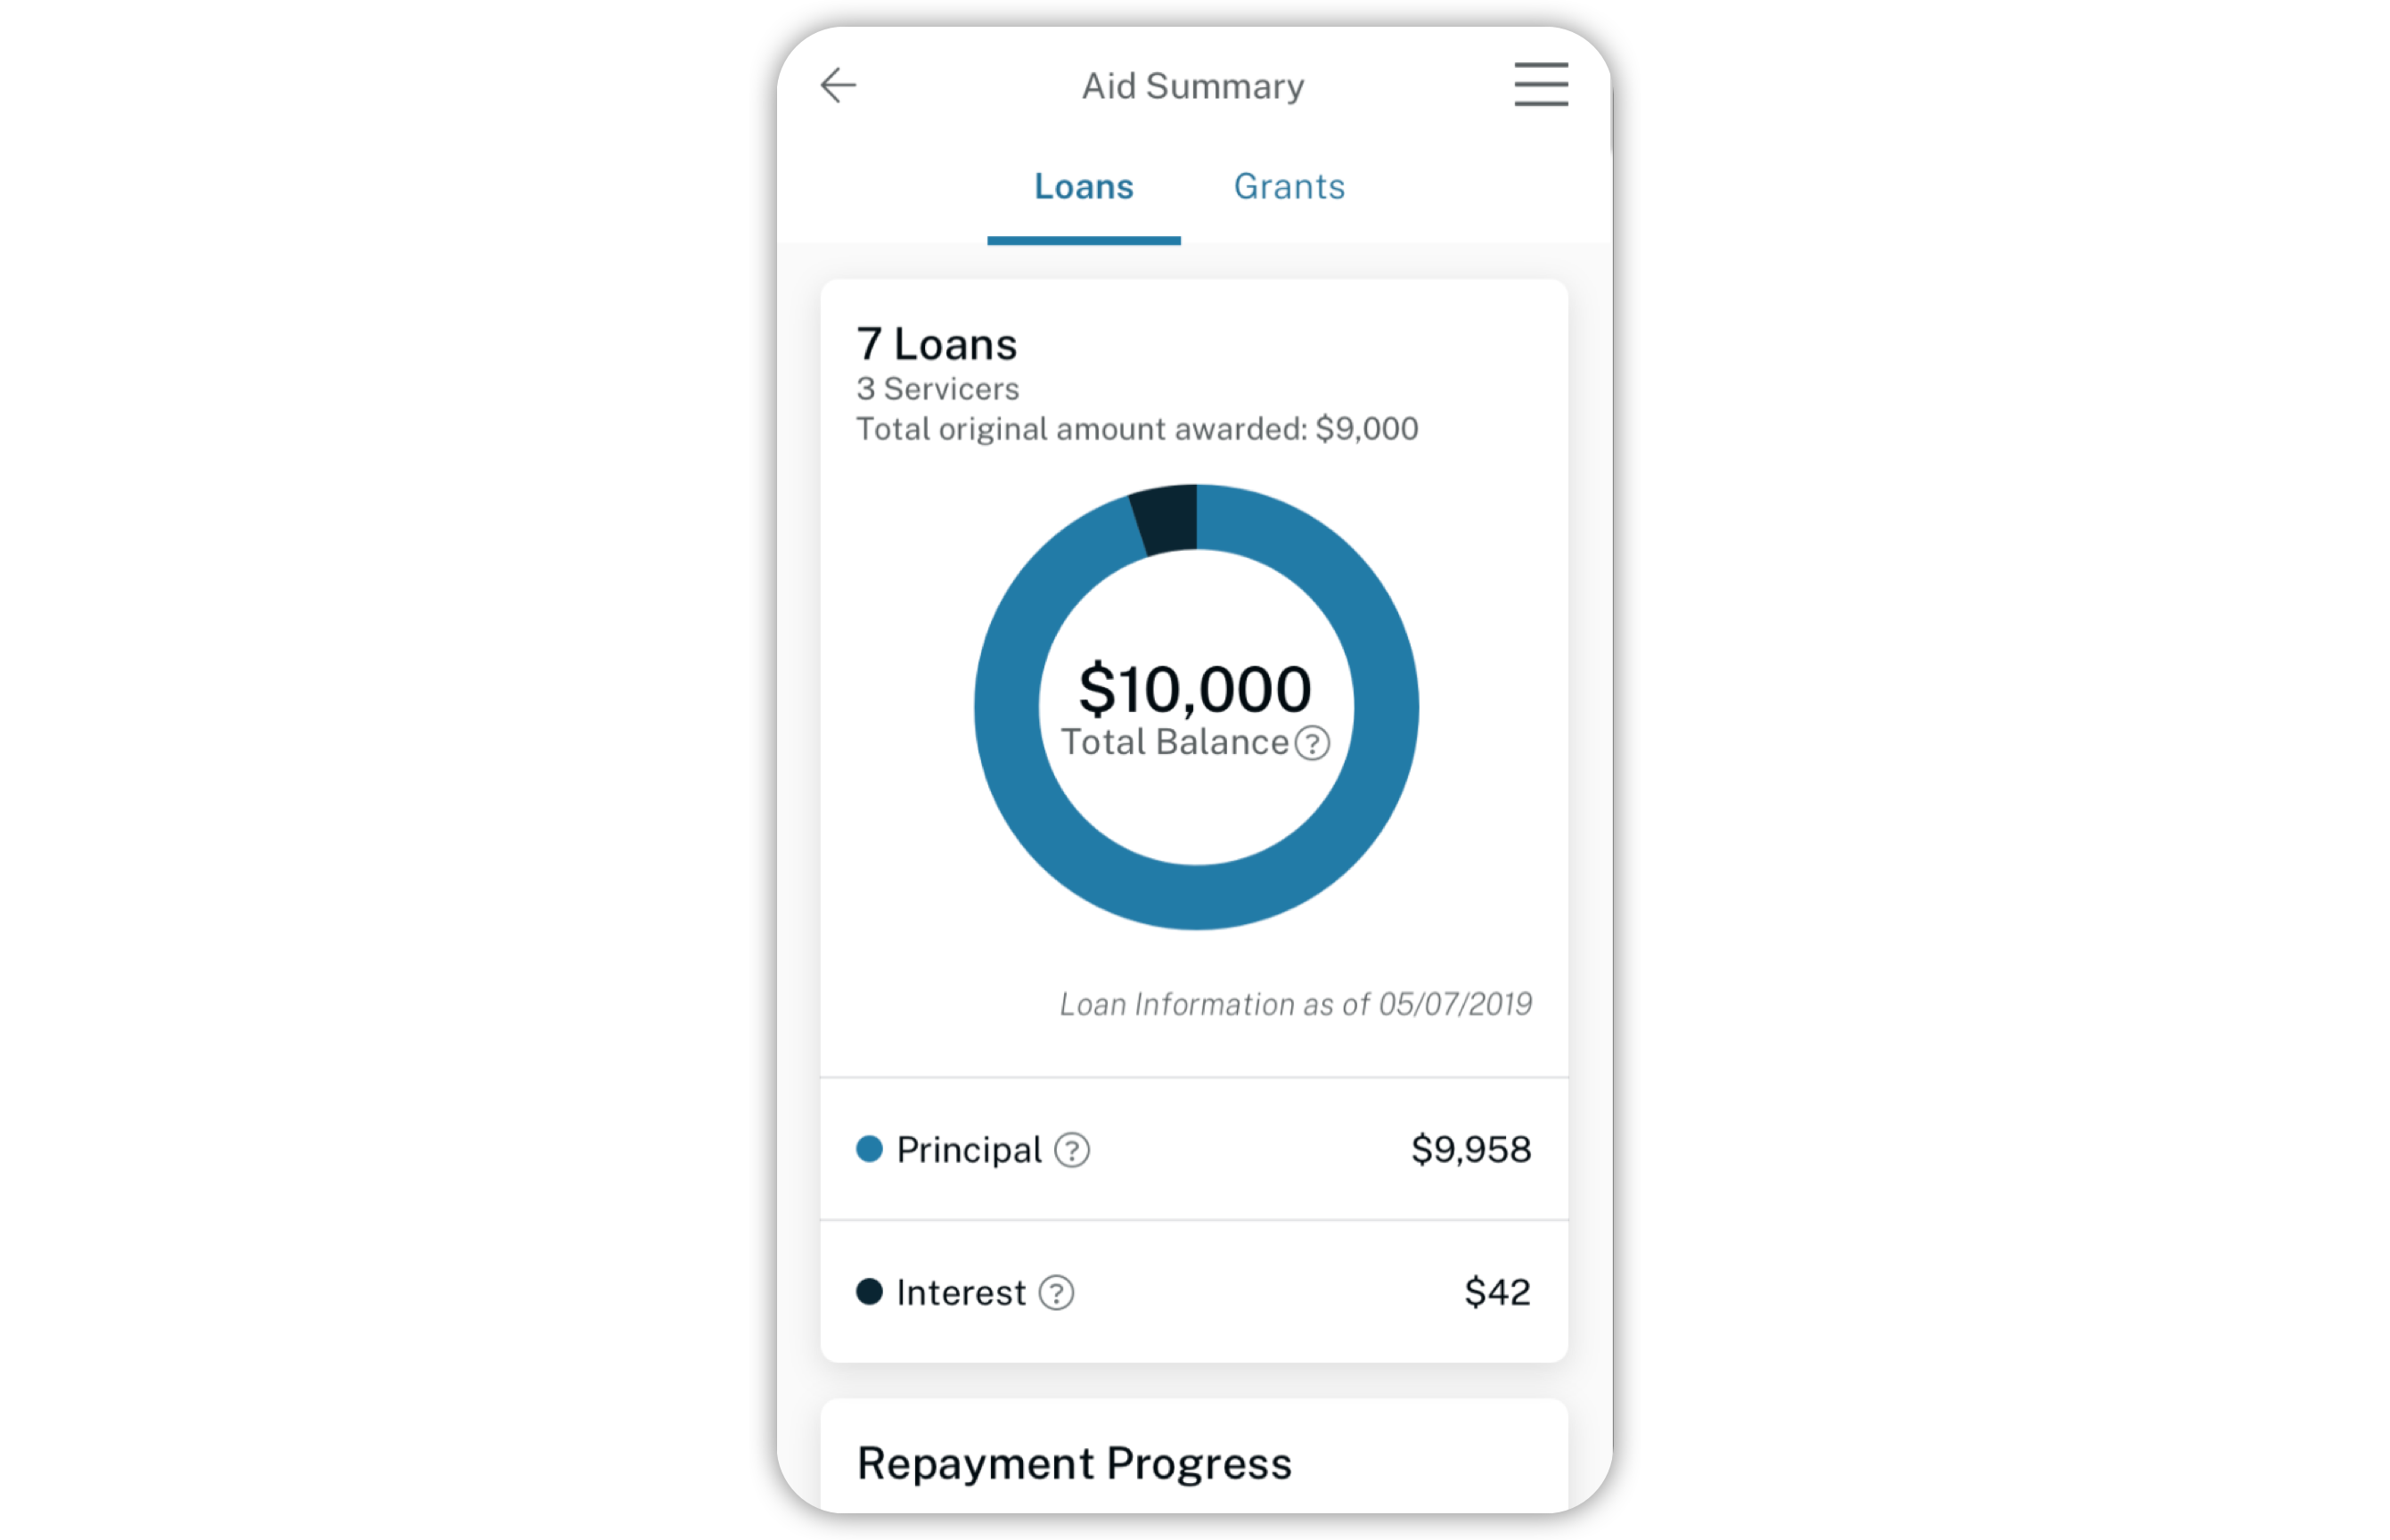 Aid Summary
Loans Grants
7 Loans
3 Servicers
Total original amount awarded: $9,000
$10,000
Total Balance ?
Loan Information as of 05/07/2019
Principal ? $9,958
Interest ? $42
Repayment Progress